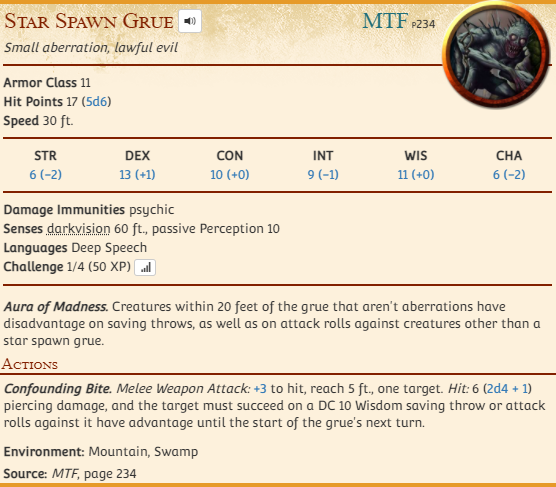 Star Spawn Grue MTF p234
Small aberration, lawful evil
Armor Class 11
Hit Points 17 (5d6)
Speed 30 ft.
STR DEX CON INT WIS CHA
6 (−2) 13 (+1) 10 (+0) 9 (−1) 11 (+0) 6 (−2)
Damage Immunities psychic
Senses darkvision 60 ft., passive Perception 10
Languages Deep Speech
Challenge 1/4 (50 XP)
Aura of Madness. Creatures within 20 feet of the grue that aren't aberrations have
disadvantage on saving throws, as well as on attack rolls against creatures other than a
star spawn grue.
Actions
Confounding Bite. Melee Weapon Attack: +3 to hit, reach 5 ft., one target. Hit: 6 (2d4 + 1)
piercing damage, and the target must succeed on a DC 10 Wisdom saving throw or attack
rolls against it have advantage until the start of the grue's next turn.
Environment: Mountain, Swamp
Source: MTF, page 234